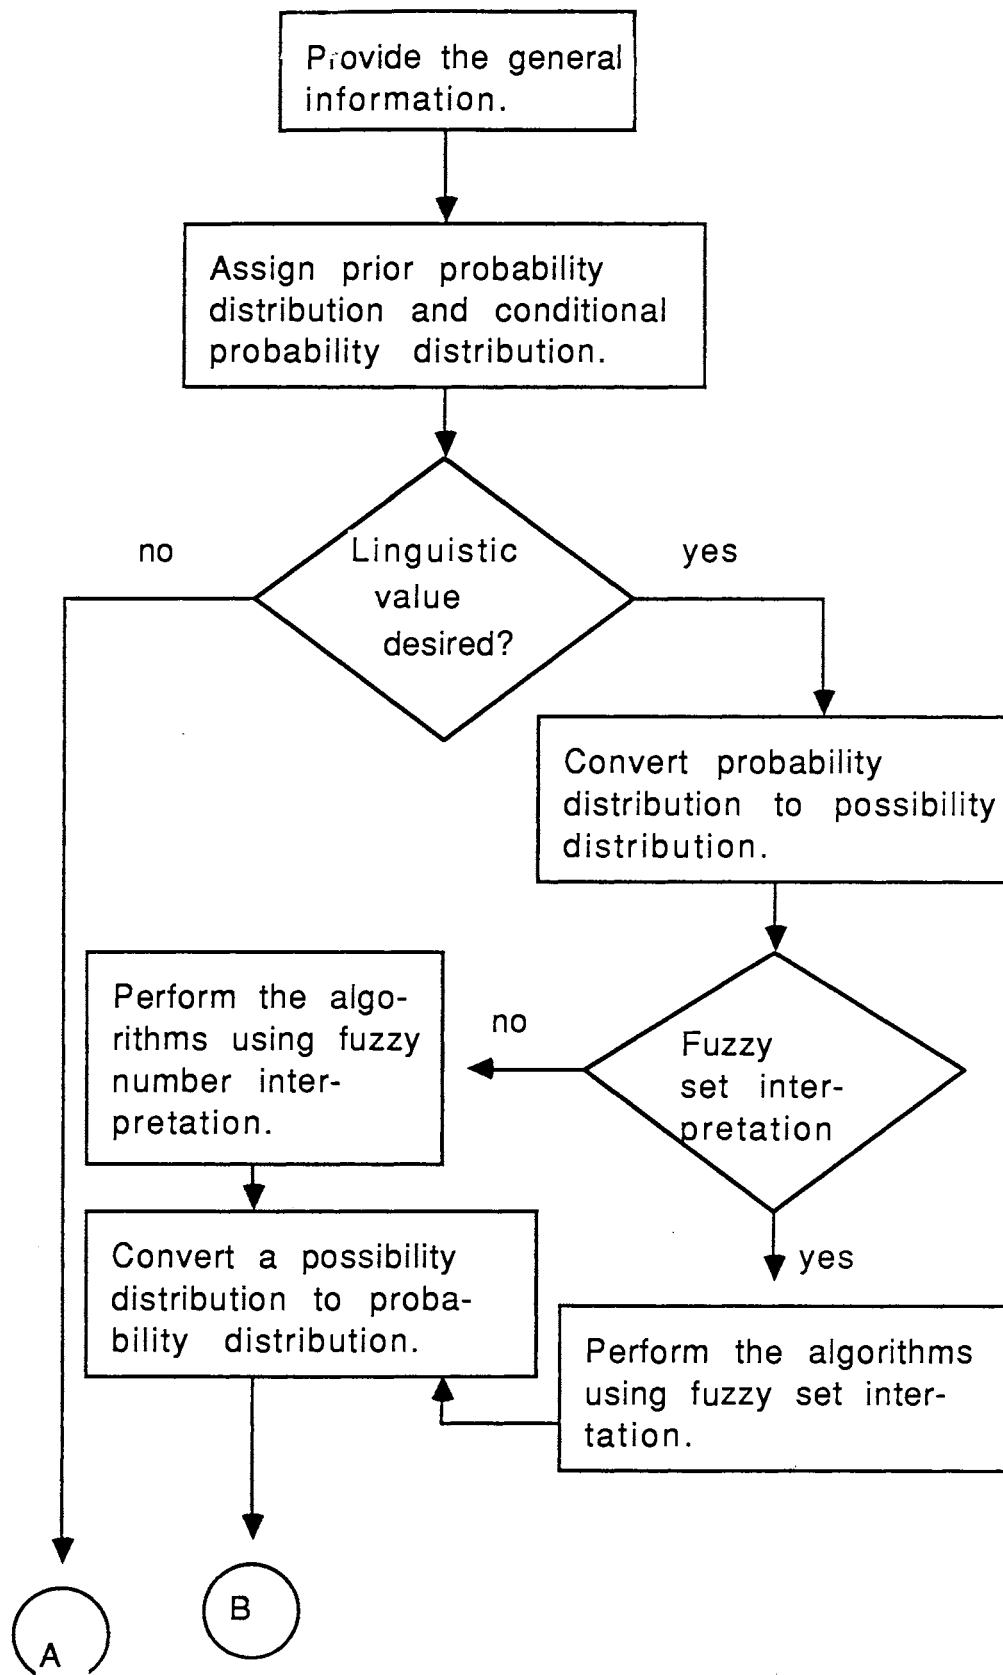 Provide the general
information.
Assign prior probability
distribution and conditional
probability distribution.
no
Linguistic
value
desired?
yes
Convert probability
distribution to possibility
distribution.
Perform the algo-
rithms using fuzzy
number inter-
pretation.
no
Fuzzy
set inter-
pretation
yes
Convert a possibility
distribution to proba-
bility distribution.
Perform the algorithms
using fuzzy set inter-
tation.
A
B